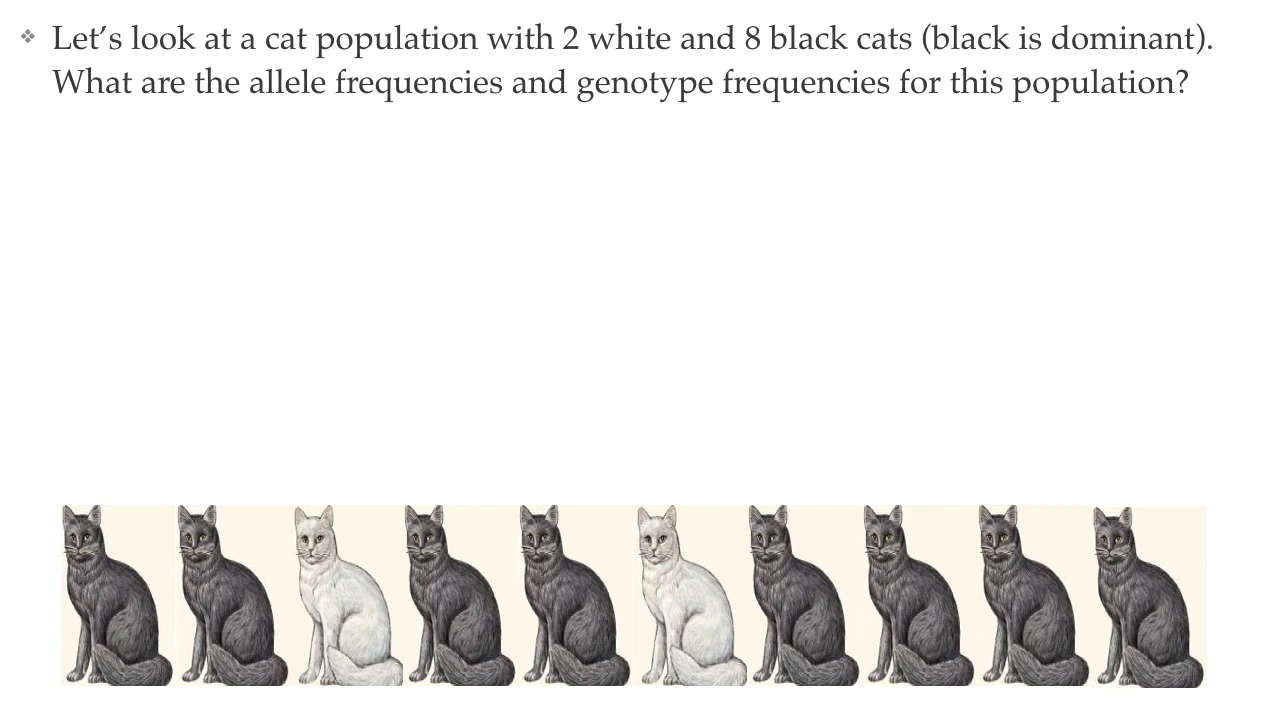 Let’s look at a cat population with 2 white and 8 black cats (black is dominant).
What are the allele frequencies and genotype frequencies for this population?